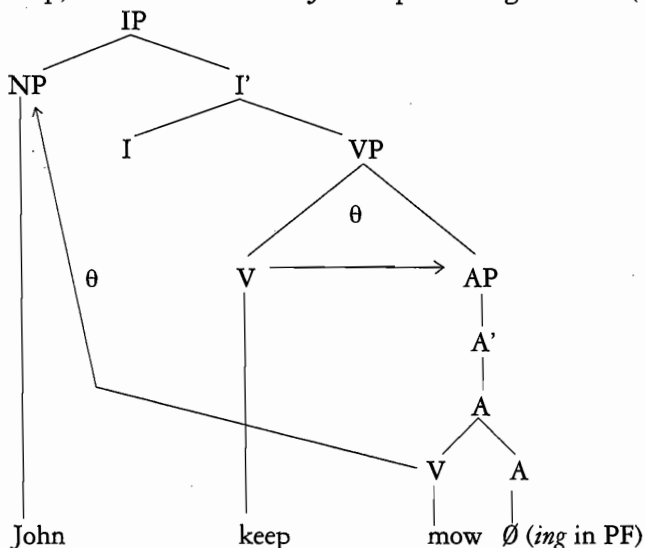 IP
NP I'
I VP
θ
θ
V AP
A'
A
V A
John keep mow Ø (ing in PF)